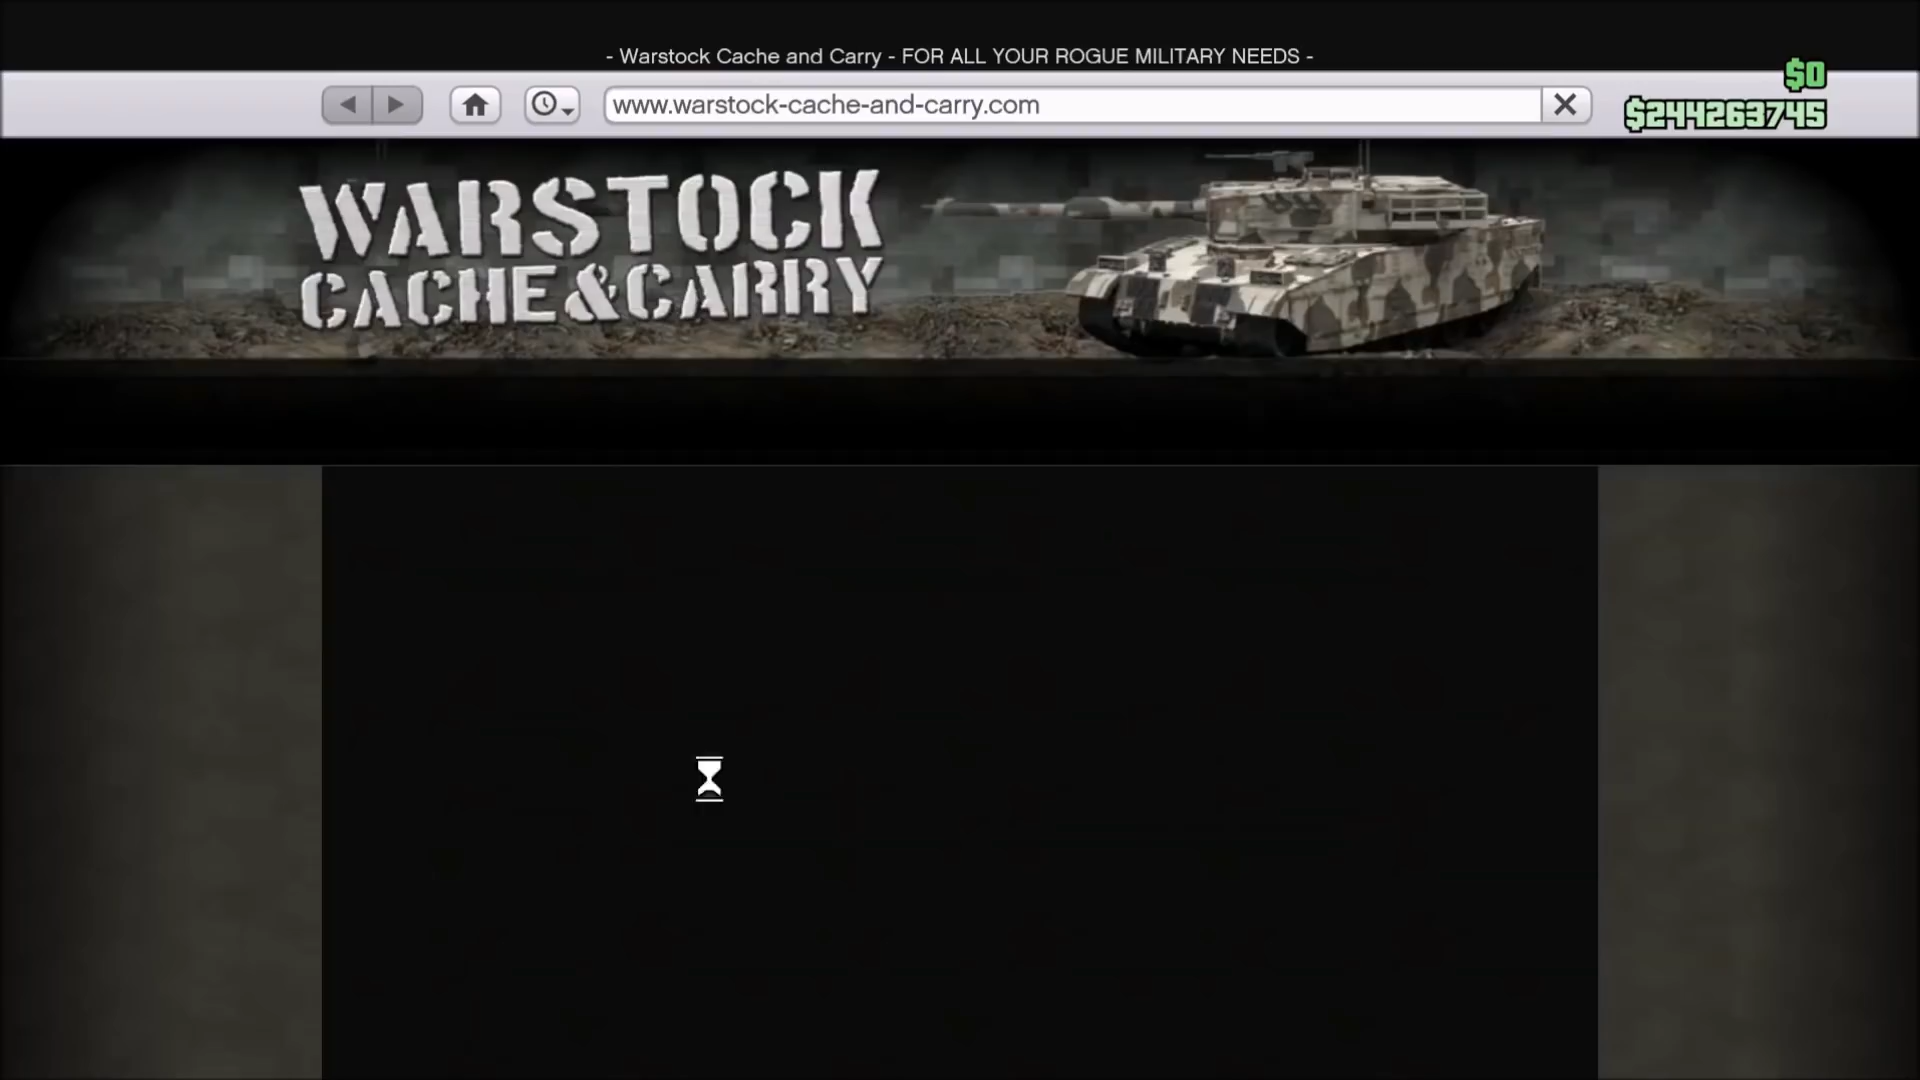 - Warstock Cache and Carry - FOR ALL YOUR ROGUE MILITARY NEEDS -
$0
www.warstock-cache-and-carry.com
$244263745
WARSTOCK
CACHE&CARRY